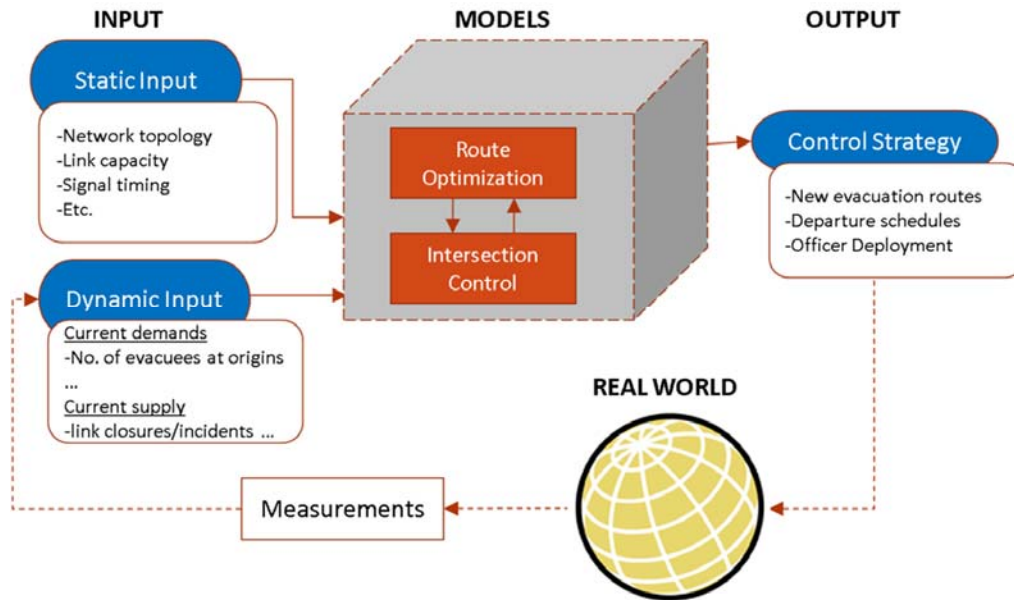 INPUT
MODELS
OUTPUT
Static Input
-Network topology
-Link capacity
-Signal timing
-Etc.
Route
Optimization
Intersection
Control
Control Strategy
-New evacuation routes
-Departure schedules
-Officer Deployment
Dynamic Input
Current demands
-No. of evacuees at origins
...
Current supply
-link closures/incidents ...
REAL WORLD
Measurements